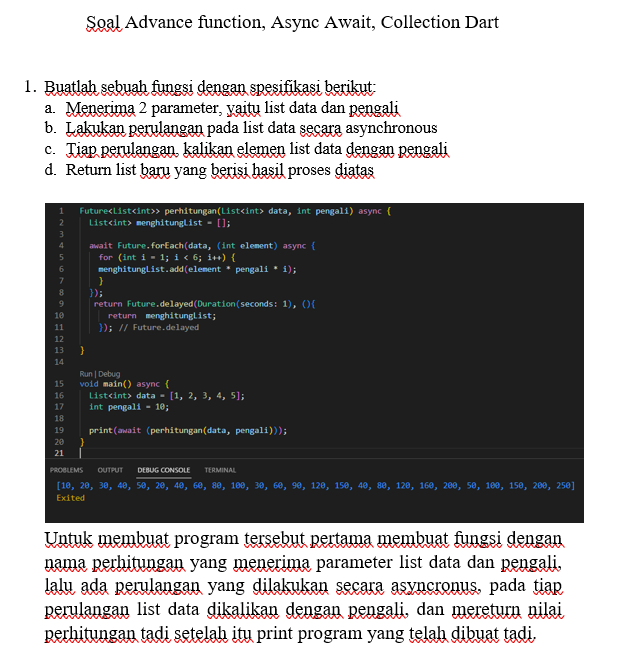 Soal Advance function, Async Await, Collection Dart
1. Buatlah sebuah fungsi dengan spesifikasi berikut:
a. Menerima 2 parameter, yaitu list data dan pengali
b. Lakukan perulangan pada list data secara asynchronous
c. Tiap perulangan, kalikan elemen list data dengan pengali
d. Return list baru yang berisi hasil proses diatas
1 Future<List<int>> perhitungan(List<int> data, int pengali) async {
2 List<int> menghitungList = [];
3
4 await Future.forEach(data, (int element) async {
5 for (int i = 1; i < 6; i++) {
6 menghitungList.add(element * pengali * i);
7 }
8 });
9 return Future.delayed(Duration(seconds: 1), (){
10 return menghitungList;
11 }); // Future.delayed
12
13 }
14
Run | Debug
15 void main() async {
16 List<int> data = [1, 2, 3, 4, 5];
17 int pengali = 10;
18
19 print(await (perhitungan(data, pengali)));
20 }
21
PROBLEMS OUTPUT DEBUG CONSOLE TERMINAL
[10, 20, 30, 40, 50, 20, 40, 60, 80, 100, 30, 60, 90, 120, 150, 40, 80, 120, 160, 200, 50, 100, 150, 200, 250]
Exited
Untuk membuat program tersebut pertama membuat fungsi dengan
nama perhitungan yang menerima parameter list data dan pengali,
lalu ada perulangan yang dilakukan secara asyncronus, pada tiap
perulangan list data dikalikan dengan pengali, dan mereturn nilai
perhitungan tadi setelah itu print program yang telah dibuat tadi.